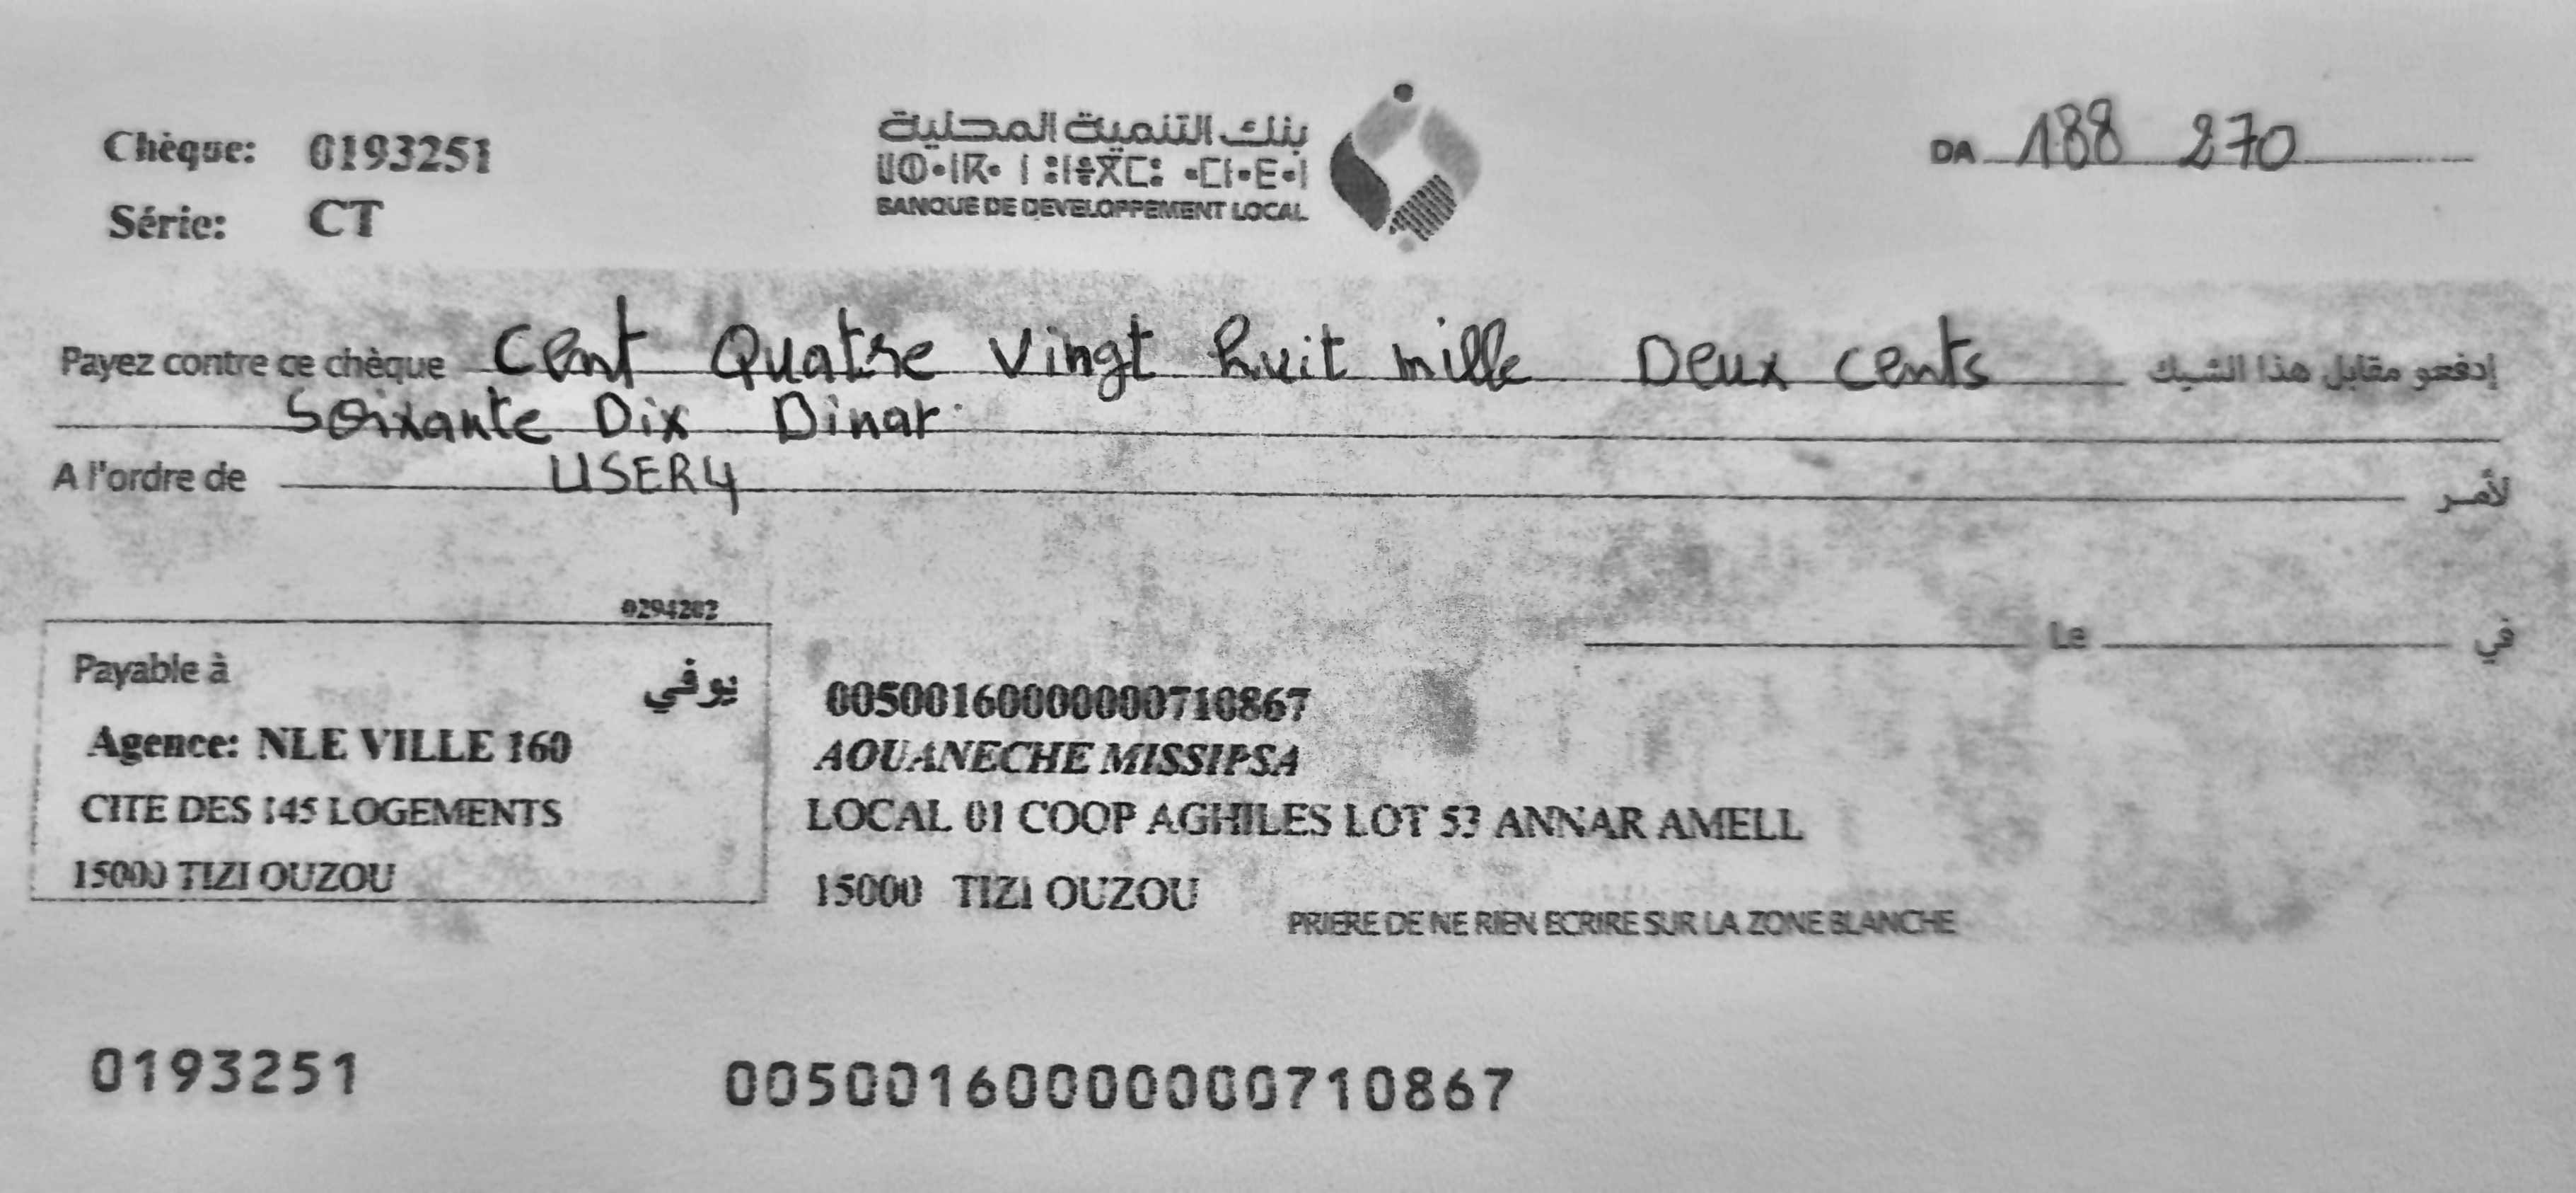 Chèque: 0193251
Série: CT
بنك التنمية المحلية
BANQUE DE DEVELOPPEMENT LOCAL
DA 188 270
Payez contre ce chèque Cent Quatre Vingt huit mille Deux cents إدفعو مقابل هذا الشيك
Soixante Dix Dinar
A l'ordre de USER4 لأمر
0294202
Le في
Payable à يوفي
Agence: NLE VILLE 160
CITE DES 145 LOGEMENTS
15000 TIZI OUZOU
00500160000000710867
AOUANECHE MISSIPSA
LOCAL 01 COOP AGHILES LOT 53 ANNAR AMELL
15000 TIZI OUZOU
PRIERE DE NE RIEN ECRIRE SUR LA ZONE BLANCHE
0193251
00500160000000710867